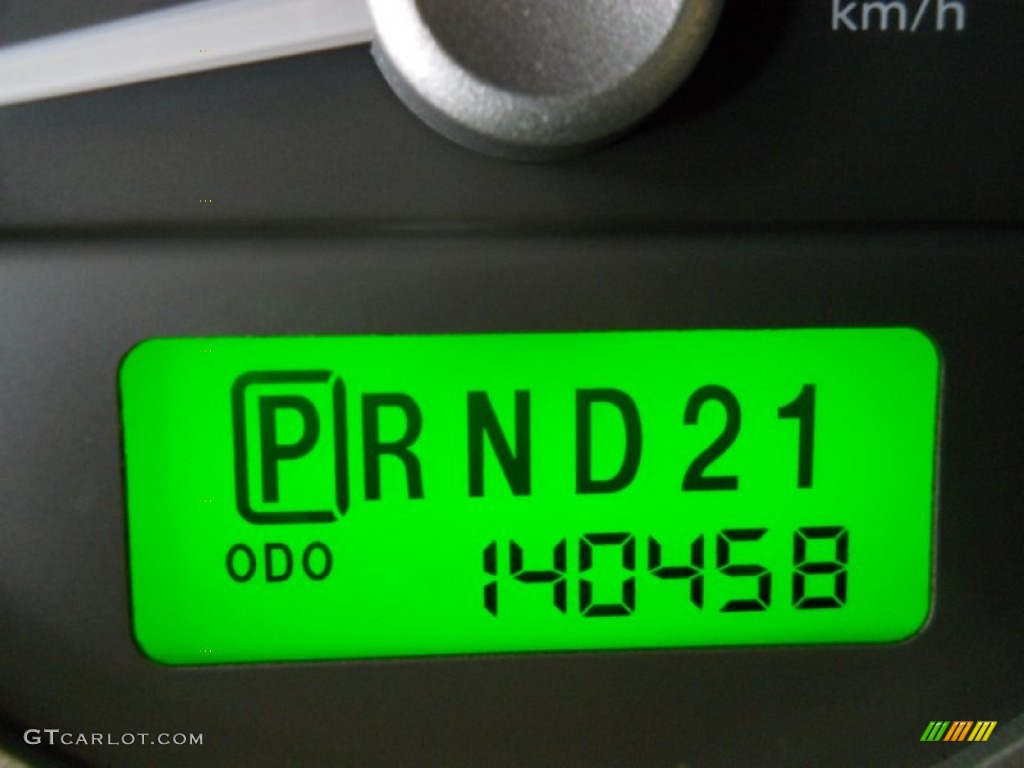 km/h
PRND21
ODO 140458
GTCARLOT.COM